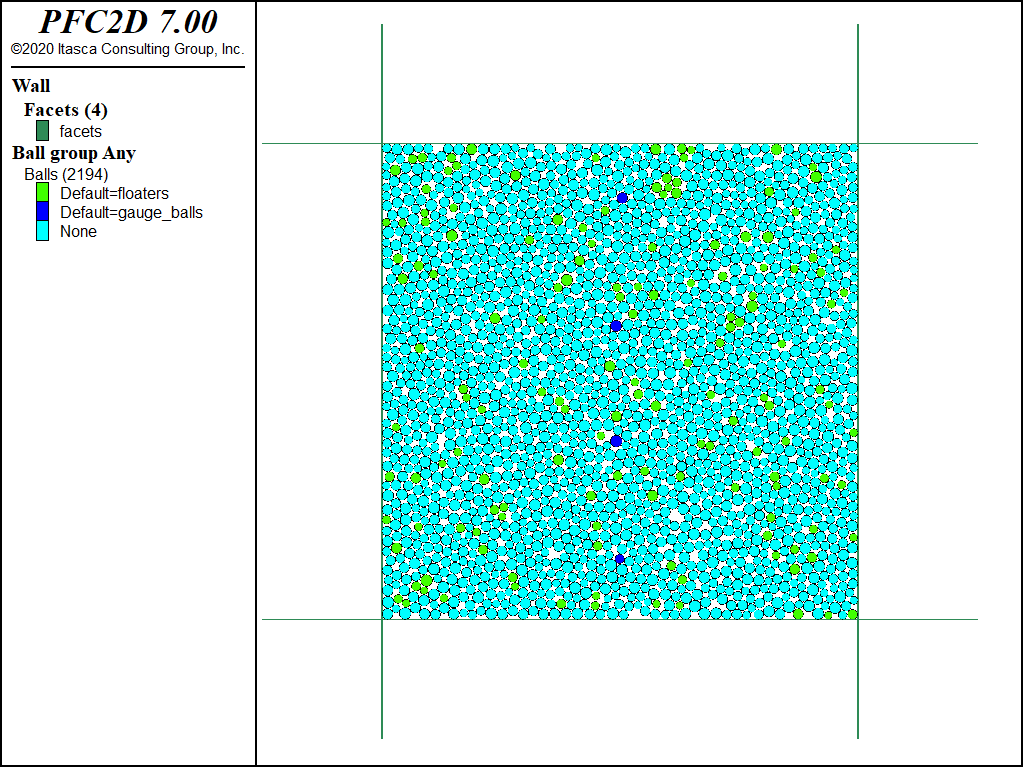 PFC2D 7.00
©2020 Itasca Consulting Group, Inc.
Wall
Facets (4)
facets
Ball group Any
Balls (2194)
Default=floaters
Default=gauge_balls
None